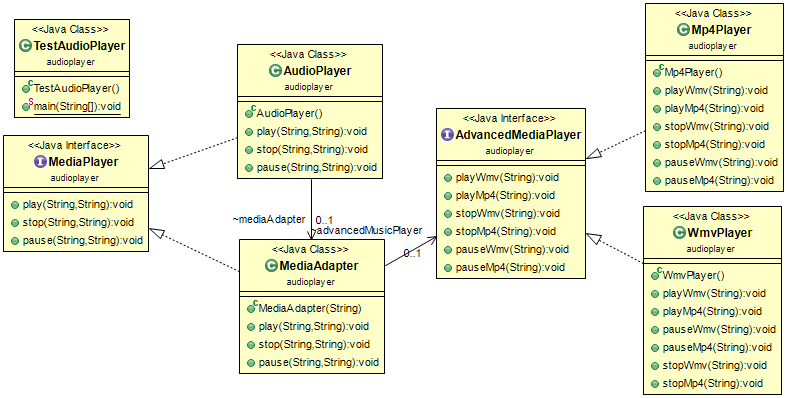 <<Java Class>>
TestAudioPlayer
audioplayer
TestAudioPlayer()
main(String[]):void
<<Java Interface>>
MediaPlayer
audioplayer
play(String,String):void
stop(String,String):void
pause(String,String):void
<<Java Class>>
AudioPlayer
audioplayer
AudioPlayer()
play(String,String):void
stop(String,String):void
pause(String,String):void
~mediaAdapter
0..1
<<Java Class>>
MediaAdapter
audioplayer
MediaAdapter(String)
play(String,String):void
stop(String,String):void
pause(String,String):void
~advancedMusicPlayer
0..1
<<Java Interface>>
AdvancedMediaPlayer
audioplayer
playWmv(String):void
playMp4(String):void
stopWmv(String):void
stopMp4(String):void
pauseWmv(String):void
pauseMp4(String):void
<<Java Class>>
Mp4Player
audioplayer
Mp4Player()
playWmv(String):void
playMp4(String):void
stopWmv(String):void
stopMp4(String):void
pauseWmv(String):void
pauseMp4(String):void
<<Java Class>>
WmvPlayer
audioplayer
WmvPlayer()
playWmv(String):void
playMp4(String):void
pauseWmv(String):void
pauseMp4(String):void
stopWmv(String):void
stopMp4(String):void